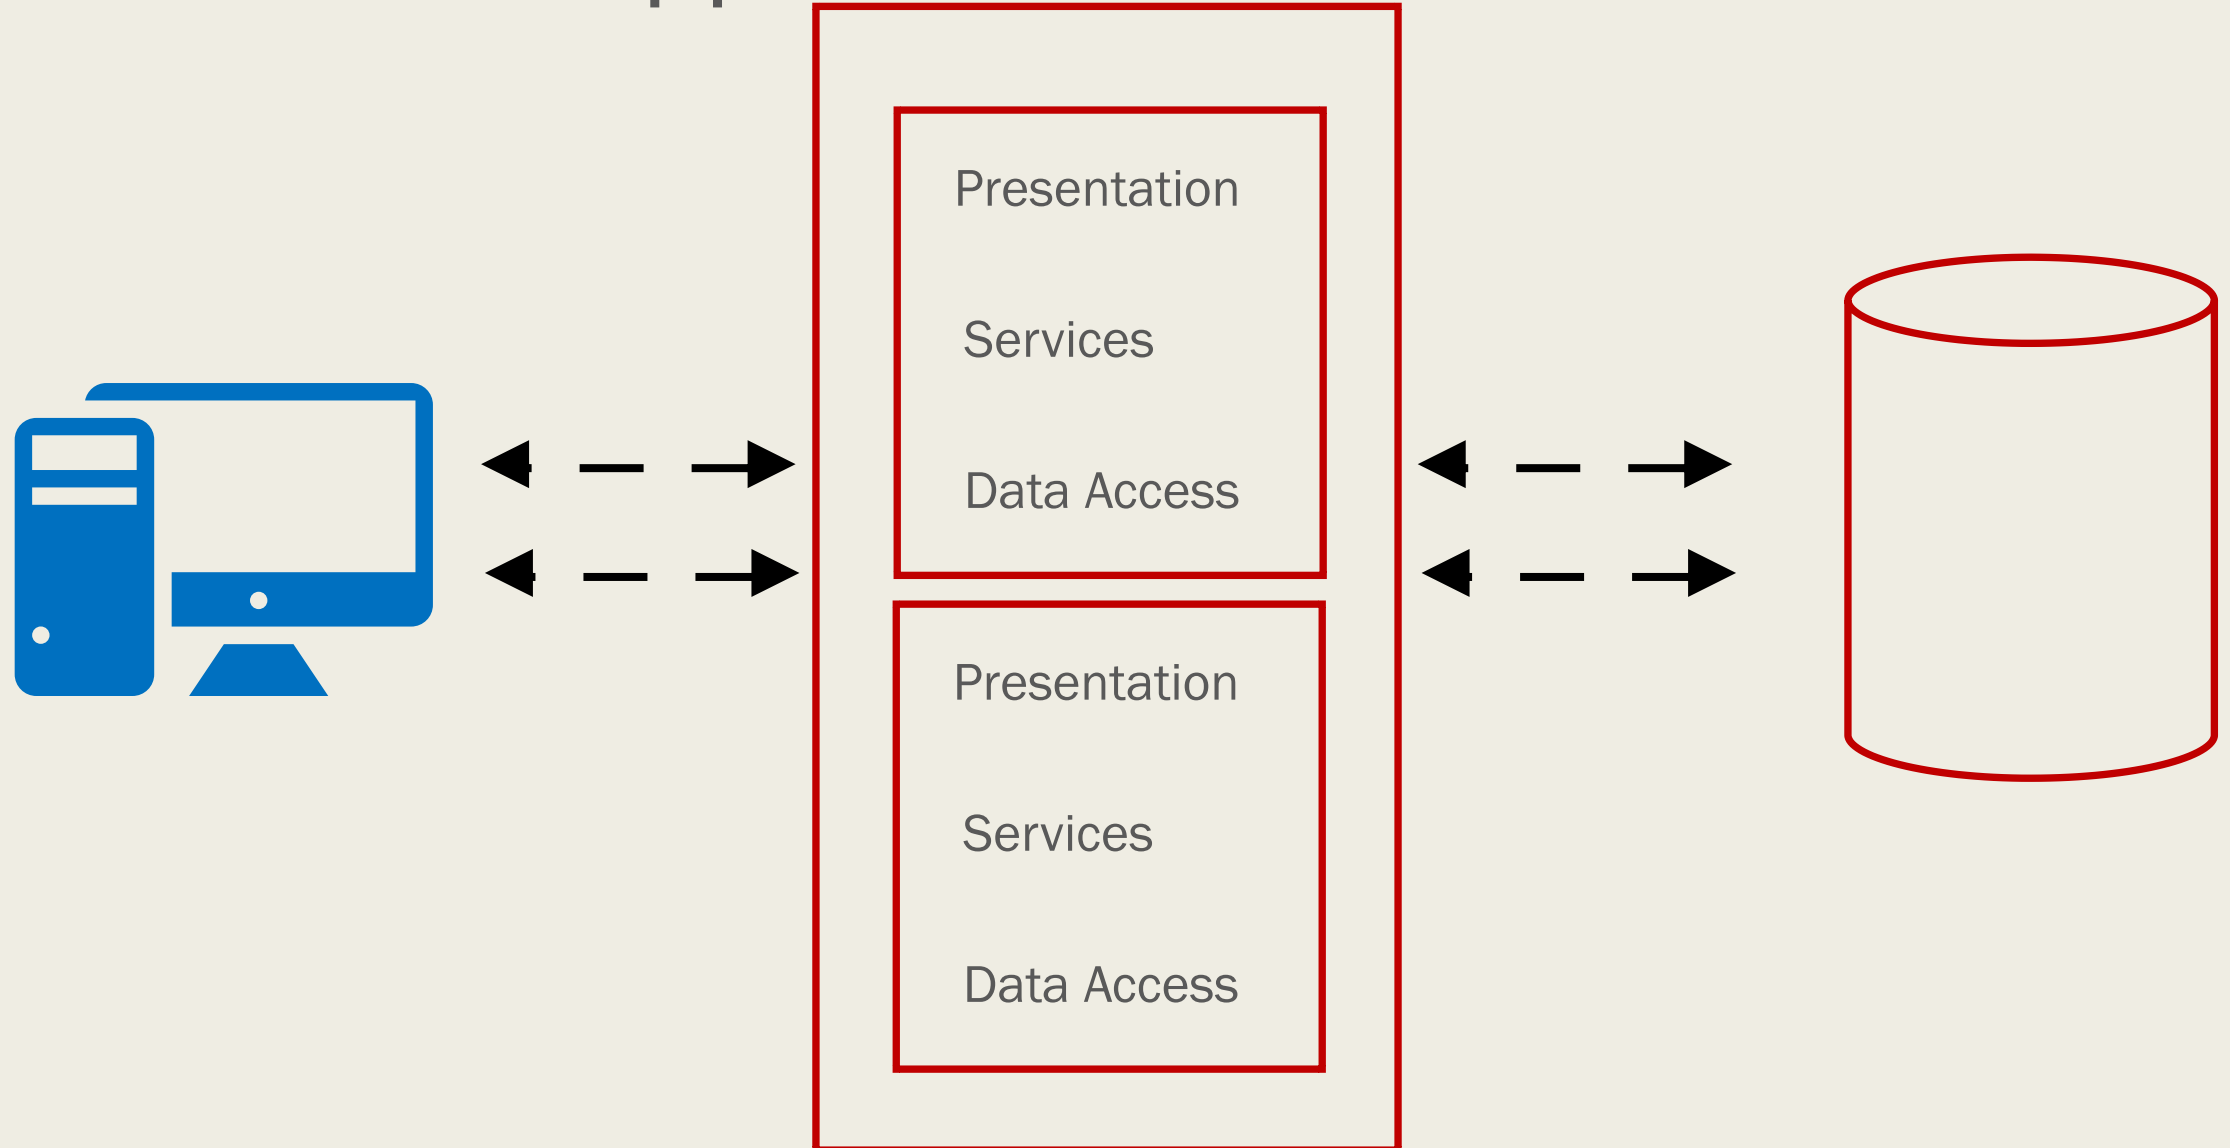 Presentation
Services
Data Access
Presentation
Services
Data Access